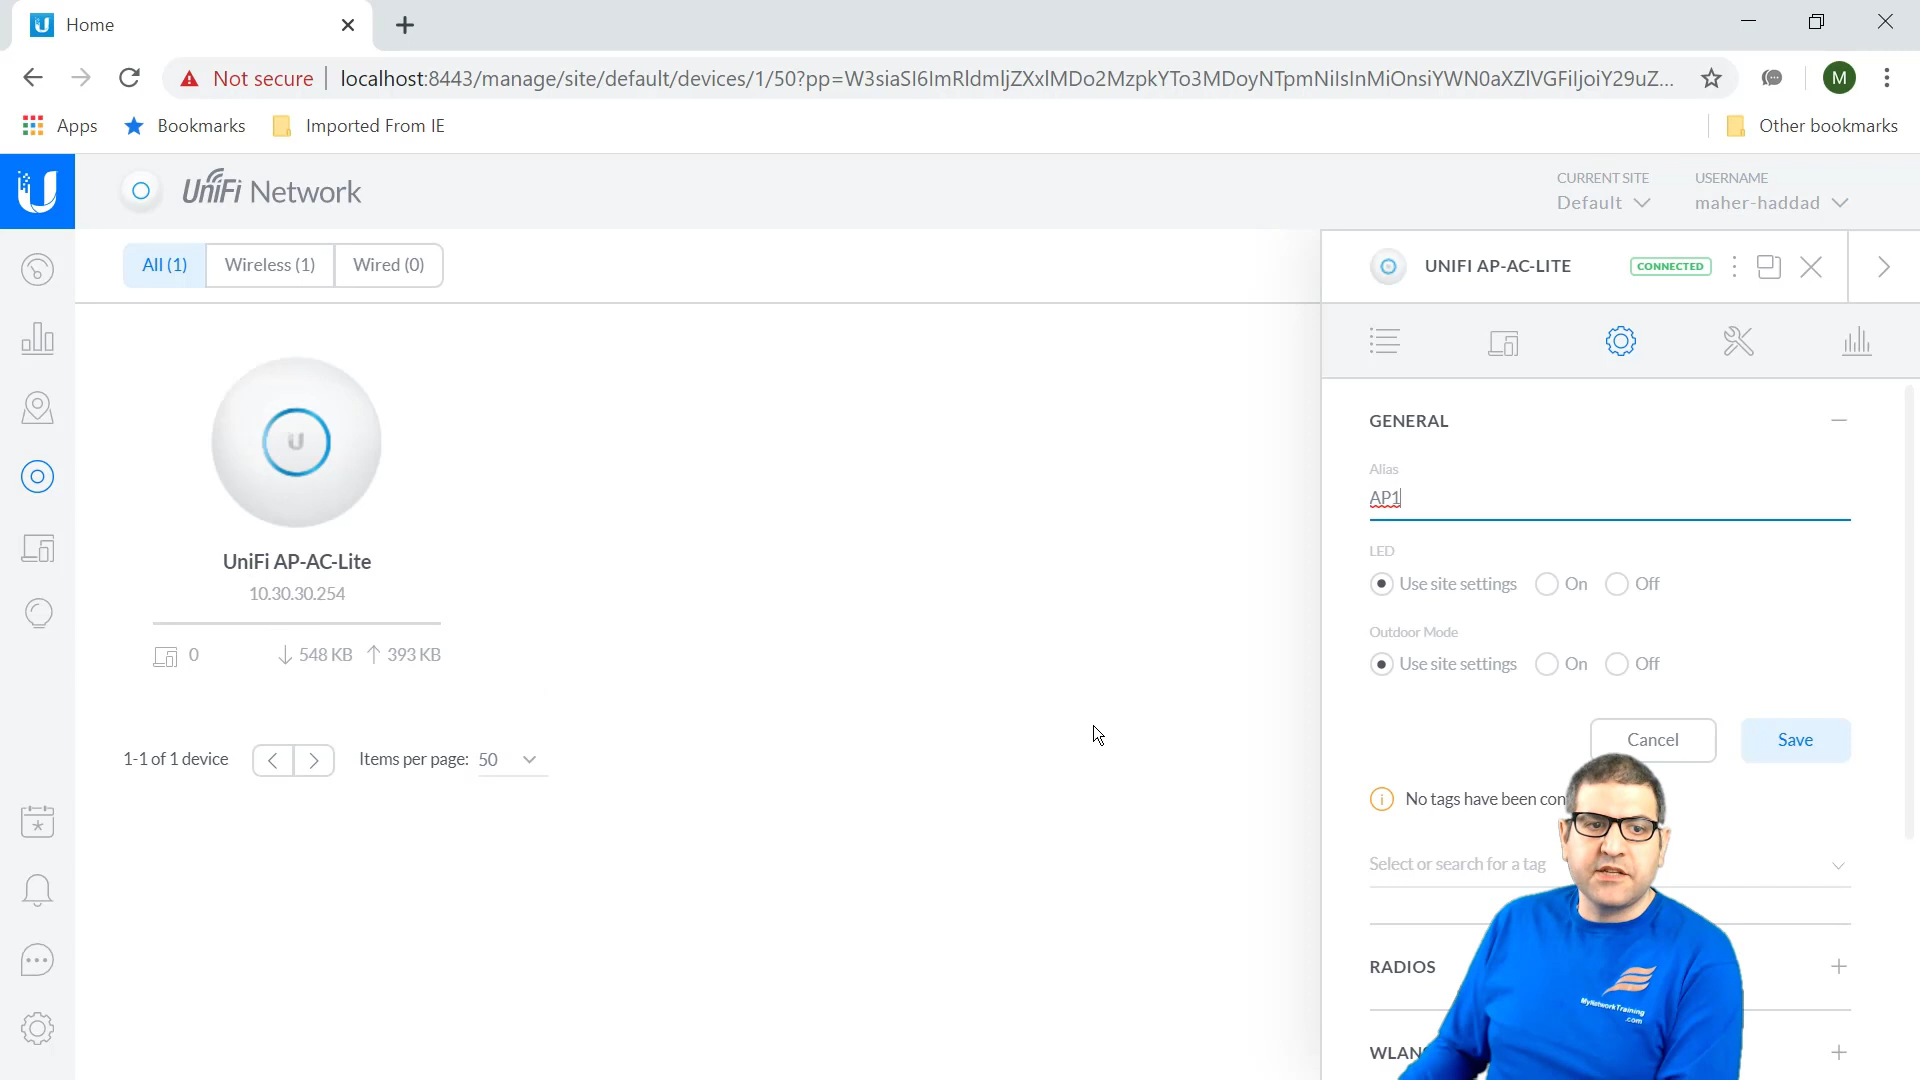 Home
Not secure
localhost:8443/manage/site/default/devices/1/50?pp=W3siaSI6ImRldmljZXxlMDo2MzpkYTo3MDoyNTpmNiIsInMiOnsiYWN0aXZlVGFiIjoiY29uZ...
M
Apps
Bookmarks
Imported From IE
Other bookmarks
UniFi Network
CURRENT SITE
Default
USERNAME
maher-haddad
All (1)
Wireless (1)
Wired (0)
UniFi AP-AC-Lite
10.30.30.254
0
548 KB
393 KB
1-1 of 1 device
Items per page: 50
UNIFI AP-AC-LITE
CONNECTED
GENERAL
Alias
AP1
LED
Use site settings
On
Off
Outdoor Mode
Use site settings
On
Off
Cancel
Save
No tags have been con
Select or search for a tag
RADIOS
WLAN
MyNetworkTraining
.com